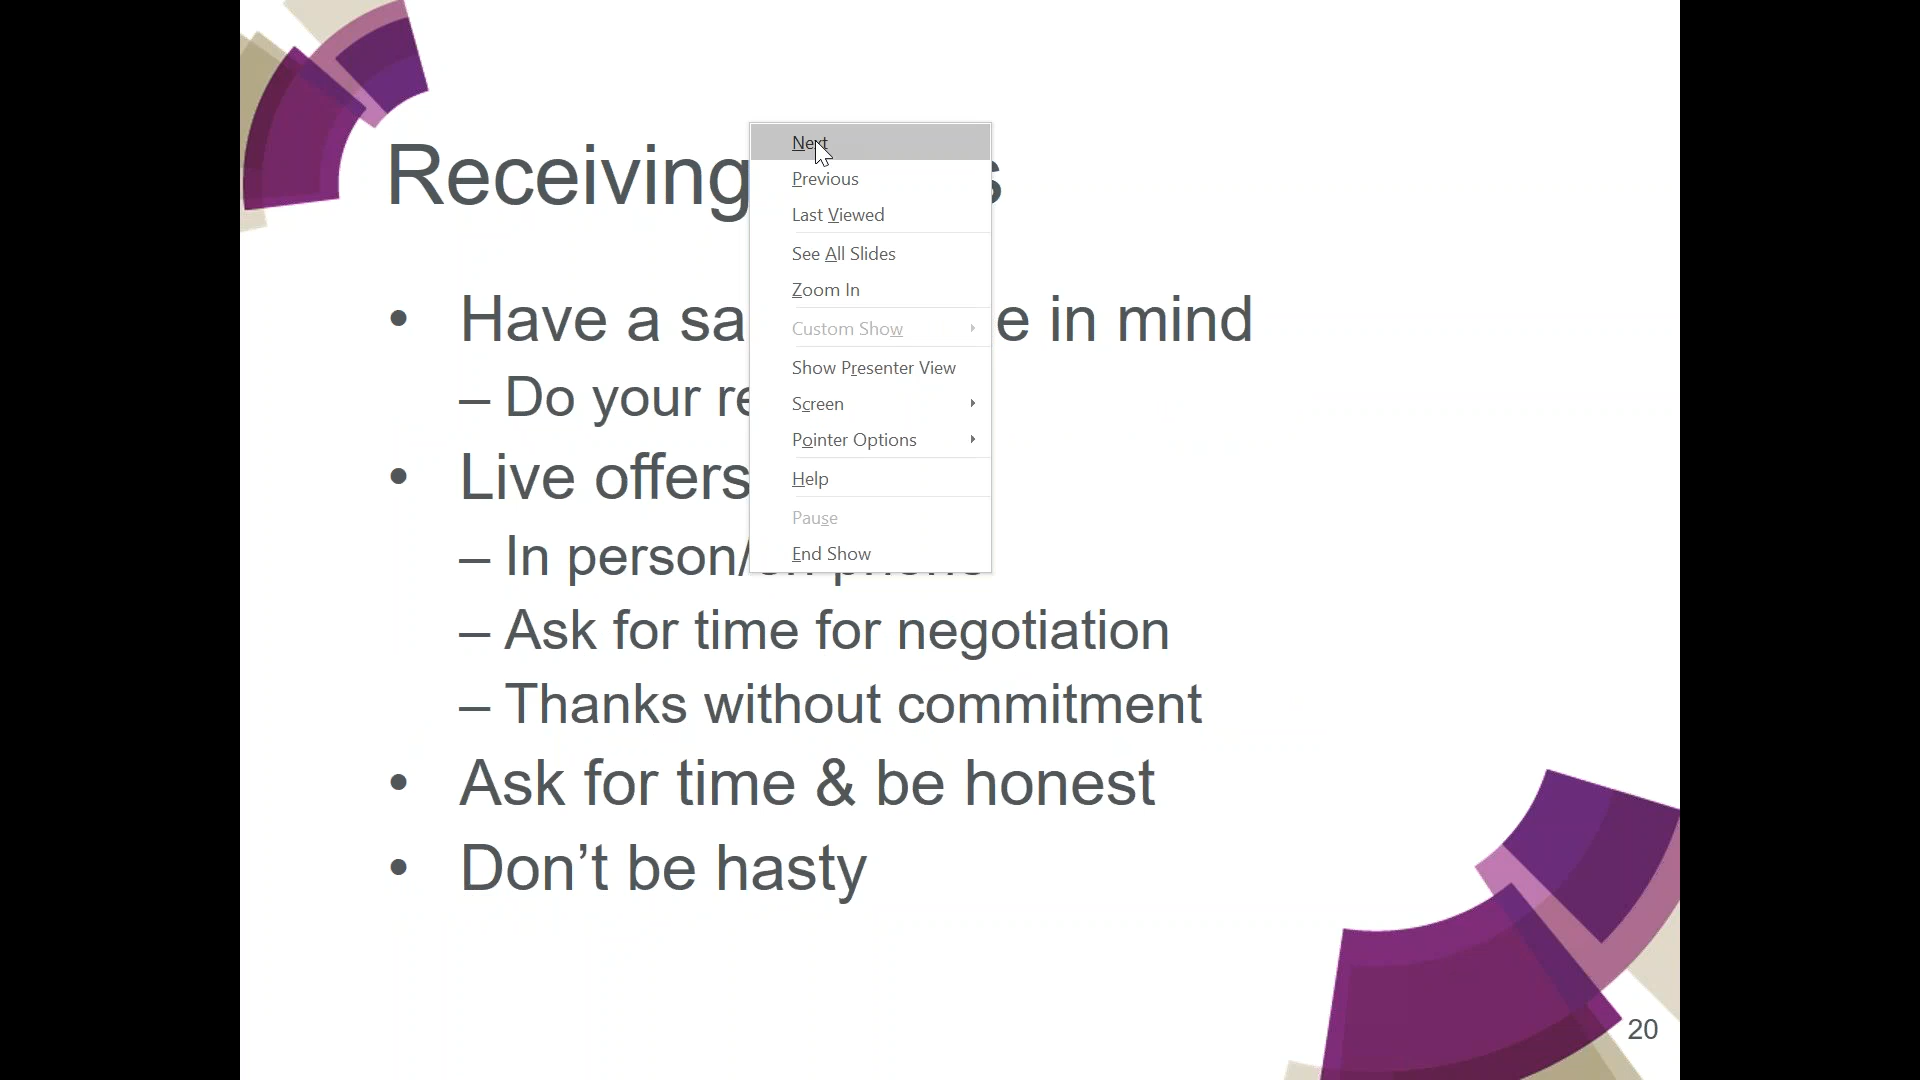 Receiving
Have a sa e in mind
– Do your re
Live offers
– In person/
– Ask for time for negotiation
– Thanks without commitment
• Ask for time & be honest
• Don’t be hasty
Next
Previous
Last Viewed
See All Slides
Zoom In
Custom Show
Show Presenter View
Screen
Pointer Options
Help
Pause
End Show
20